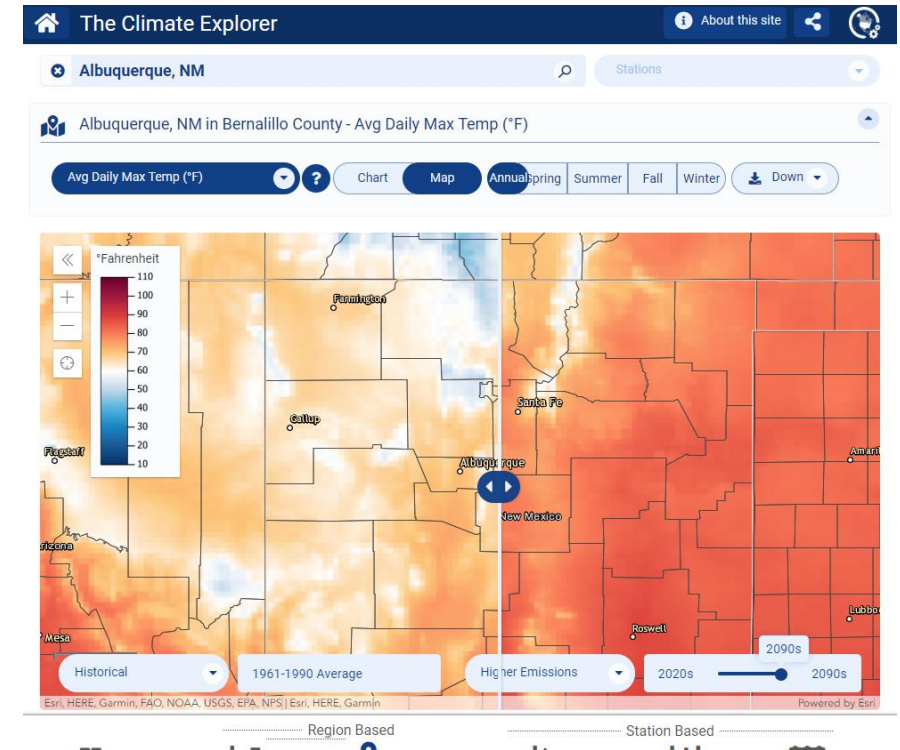 The Climate Explorer
About this site
Albuquerque, NM
Stations
Albuquerque, NM in Bernalillo County - Avg Daily Max Temp (°F)
Avg Daily Max Temp (°F)
?
Chart
Map
Annual
Spring
Summer
Fall
Winter
Down
°Fahrenheit
110
100
90
80
70
60
50
40
30
20
10
Farmington
Santa Fe
Gallup
Flagstaff
Albuquerque
Amari
New Mexico
rizona
Lubbo
Roswell
Mesa
2090s
Historical
1961-1990 Average
Higher Emissions
2020s
2090s
Esri, HERE, Garmin, FAO, NOAA, USGS, EPA, NPS | Esri, HERE, Garmin
Powered by Esri
Region Based
Station Based